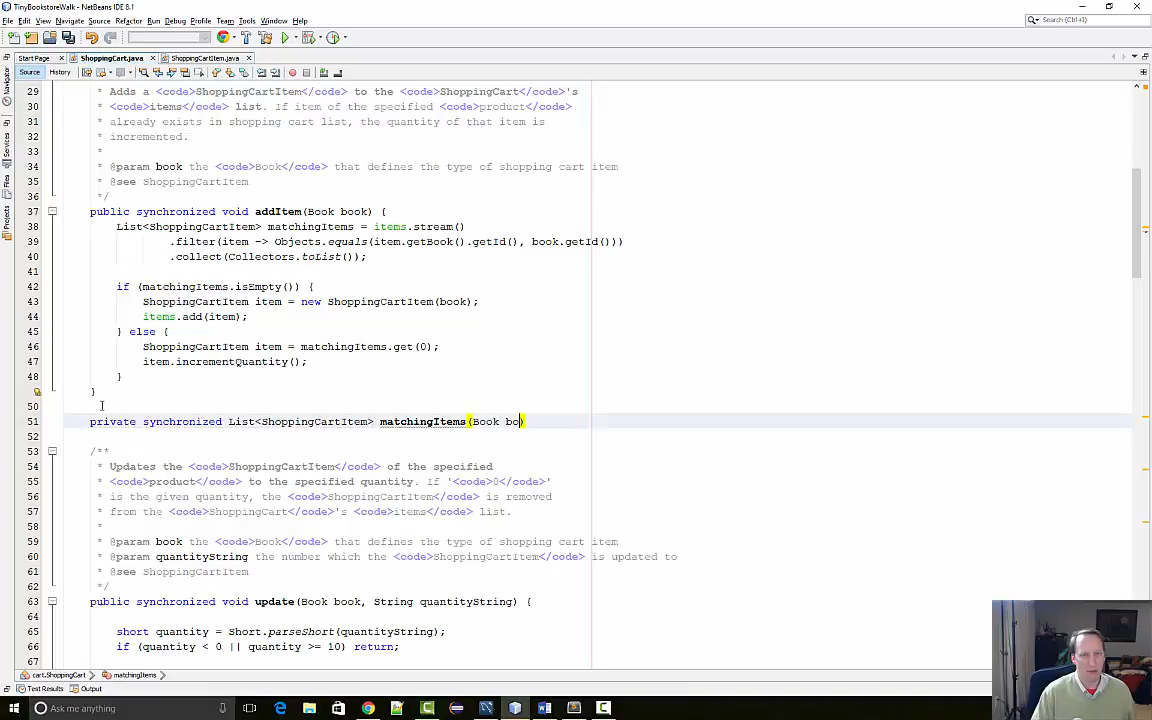 TinyBookstoreWalk - NetBeans IDE 8.1
File Edit View Navigate Source Refactor Run Debug Profile Team Tools Window Help
Search (Ctrl+I)
Start Page ShoppingCart.java ShoppingCartItem.java
Source History
Navigator
Services
Files
Projects
29 * Adds a <code>ShoppingCartItem</code> to the <code>ShoppingCart</code>'s
30 * <code>items</code> list. If item of the specified <code>product</code>
31 * already exists in shopping cart list, the quantity of that item is
32 * incremented.
33 *
34 * @param book the <code>Book</code> that defines the type of shopping cart item
35 * @see ShoppingCartItem
36 */
37 public synchronized void addItem(Book book) {
38 List<ShoppingCartItem> matchingItems = items.stream()
39 .filter(item -> Objects.equals(item.getBook().getId(), book.getId()))
40 .collect(Collectors.toList());
41
42 if (matchingItems.isEmpty()) {
43 ShoppingCartItem item = new ShoppingCartItem(book);
44 items.add(item);
45 } else {
46 ShoppingCartItem item = matchingItems.get(0);
47 item.incrementQuantity();
48 }
}
50
51 private synchronized List<ShoppingCartItem> matchingItems(Book bo)
52
53 /**
54 * Updates the <code>ShoppingCartItem</code> of the specified
55 * <code>product</code> to the specified quantity. If '<code>0</code>'
56 * is the given quantity, the <code>ShoppingCartItem</code> is removed
57 * from the <code>ShoppingCart</code>'s <code>items</code> list.
58 *
59 * @param book the <code>Book</code> that defines the type of shopping cart item
60 * @param quantityString the number which the <code>ShoppingCartItem</code> is updated to
61 * @see ShoppingCartItem
62 */
63 public synchronized void update(Book book, String quantityString) {
64
65 short quantity = Short.parseShort(quantityString);
66 if (quantity < 0 || quantity >= 10) return;
67
cart.ShoppingCart matchingItems
Test Results Output
Ask me anything